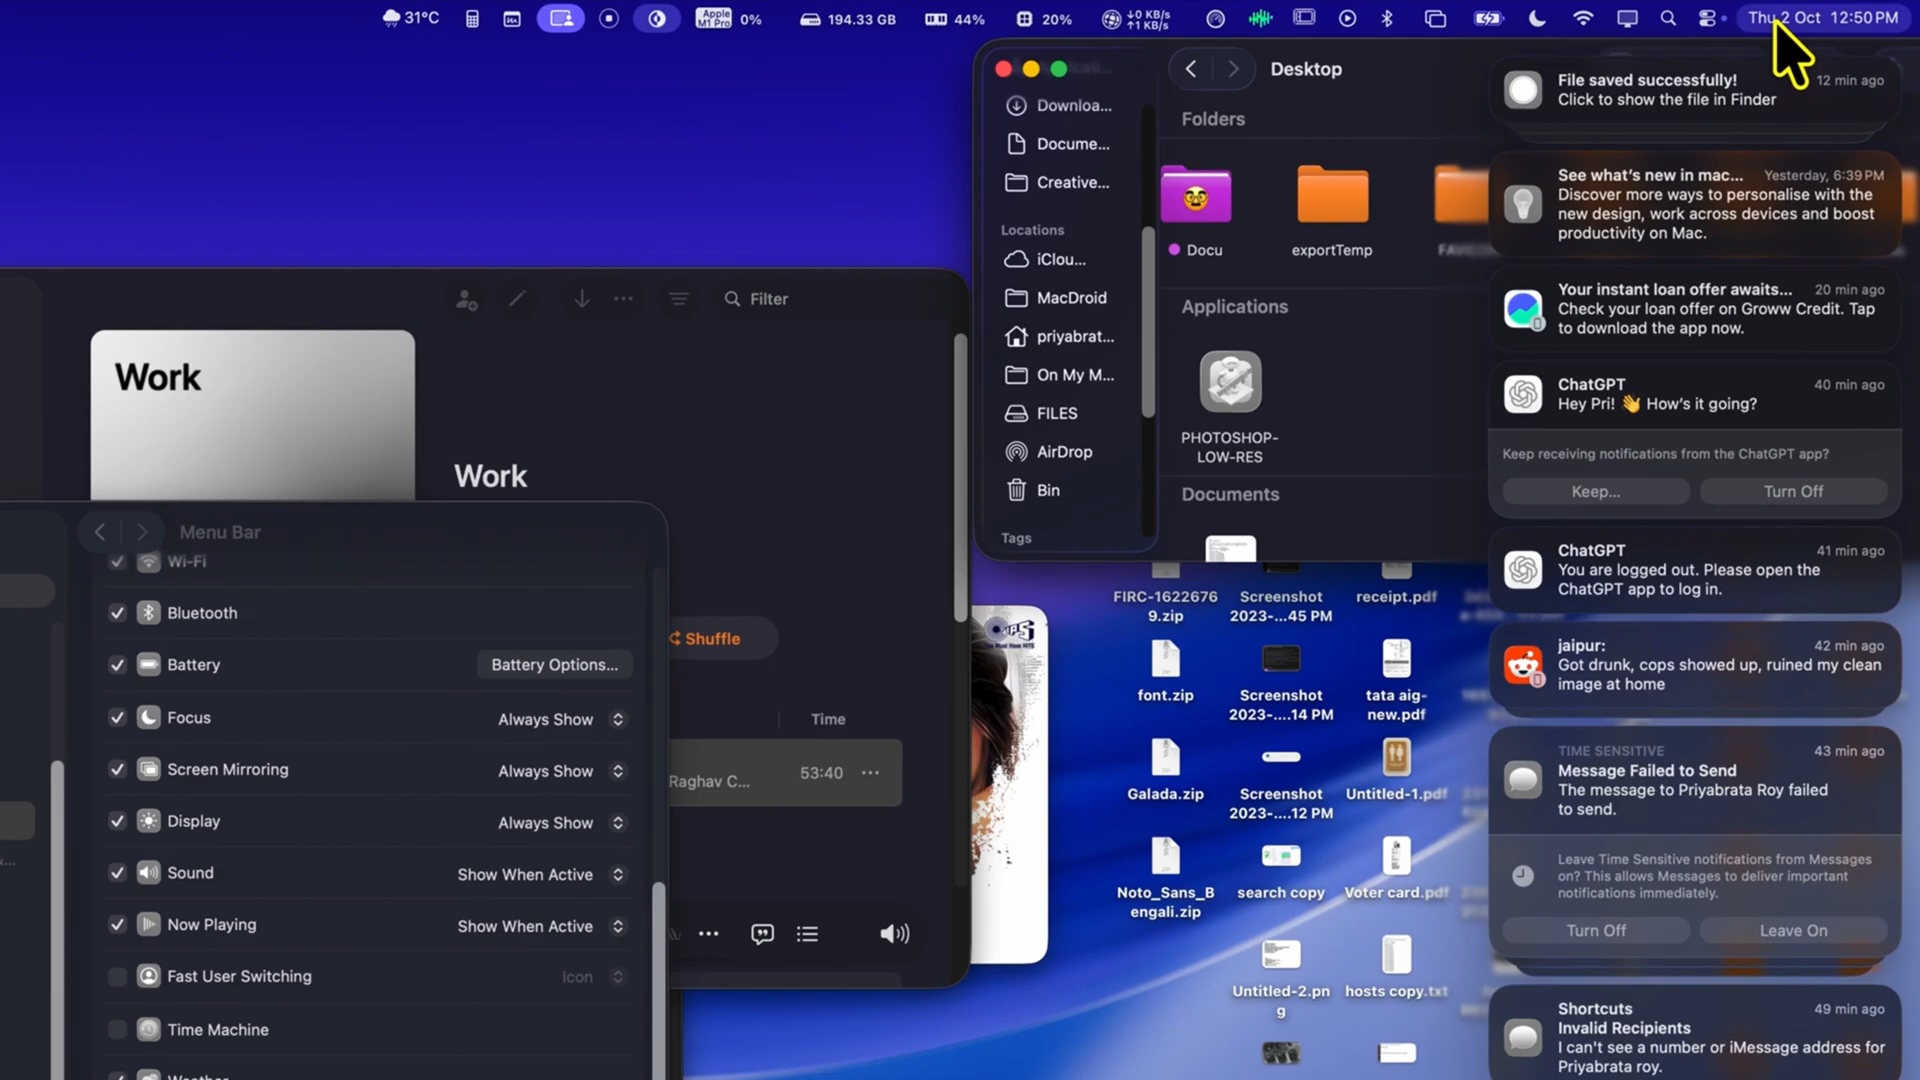 31°C
Apple M1 Pro 0%
194.33 GB
44%
20%
↓0 KB/s
↑1 KB/s
Thu 2 Oct 12:50 PM
Desktop
Downloa...
Docume...
Creative...
Locations
iClou...
MacDroid
priyabrat...
On My M...
FILES
AirDrop
Bin
Tags
Folders
Docu
exportTemp
Applications
PHOTOSHOP-
LOW-RES
Documents
File saved successfully!
12 min ago
Click to show the file in Finder
See what's new in mac...
Yesterday, 6:39 PM
Discover more ways to personalise with the
new design, work across devices and boost
productivity on Mac.
Your instant loan offer awaits...
20 min ago
Check your loan offer on Groww Credit. Tap
to download the app now.
ChatGPT
40 min ago
Hey Pri! 👋 How's it going?
Keep receiving notifications from the ChatGPT app?
Keep...
Turn Off
ChatGPT
41 min ago
You are logged out. Please open the
ChatGPT app to log in.
jaipur:
42 min ago
Got drunk, cops showed up, ruined my clean
image at home
TIME SENSITIVE
43 min ago
Message Failed to Send
The message to Priyabrata Roy failed
to send.
Leave Time Sensitive notifications from Messages
on? This allows Messages to deliver important
notifications immediately.
Turn Off
Leave On
Shortcuts
49 min ago
Invalid Recipients
I can't see a number or iMessage address for
Priyabrata roy.
Filter
Work
Work
Shuffle
Time
Raghav C...
53:40
Menu Bar
Wi-Fi
Bluetooth
Battery
Battery Options...
Focus
Always Show
Screen Mirroring
Always Show
Display
Always Show
Sound
Show When Active
Now Playing
Show When Active
Fast User Switching
Icon
Time Machine
Weather
FIRC-1622676
9.zip
Screenshot
2023-...45 PM
receipt.pdf
font.zip
Screenshot
2023-....14 PM
tata aig-
new.pdf
Galada.zip
Screenshot
2023-....12 PM
Untitled-1.pdf
Noto_Sans_B
engali.zip
search copy
Voter card.pdf
Untitled-2.pn
g
hosts copy.txt